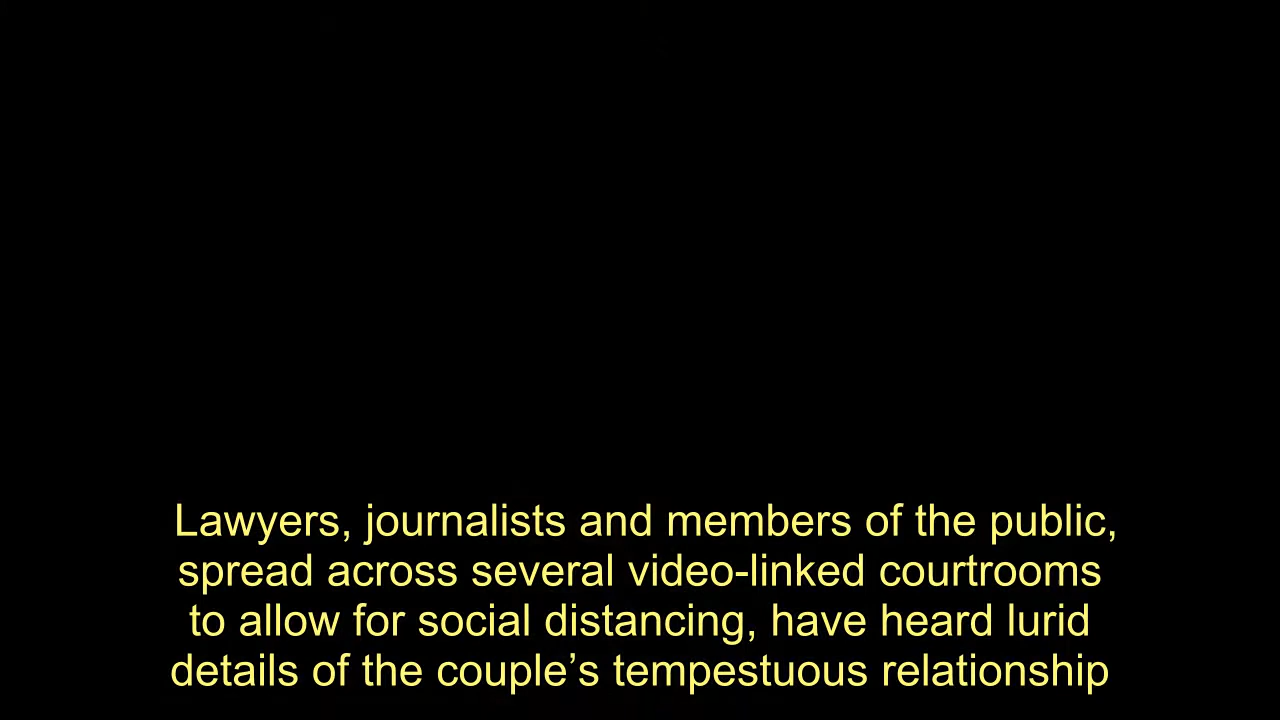 Lawyers, journalists and members of the public,
spread across several video-linked courtrooms
to allow for social distancing, have heard lurid
details of the couple’s tempestuous relationship